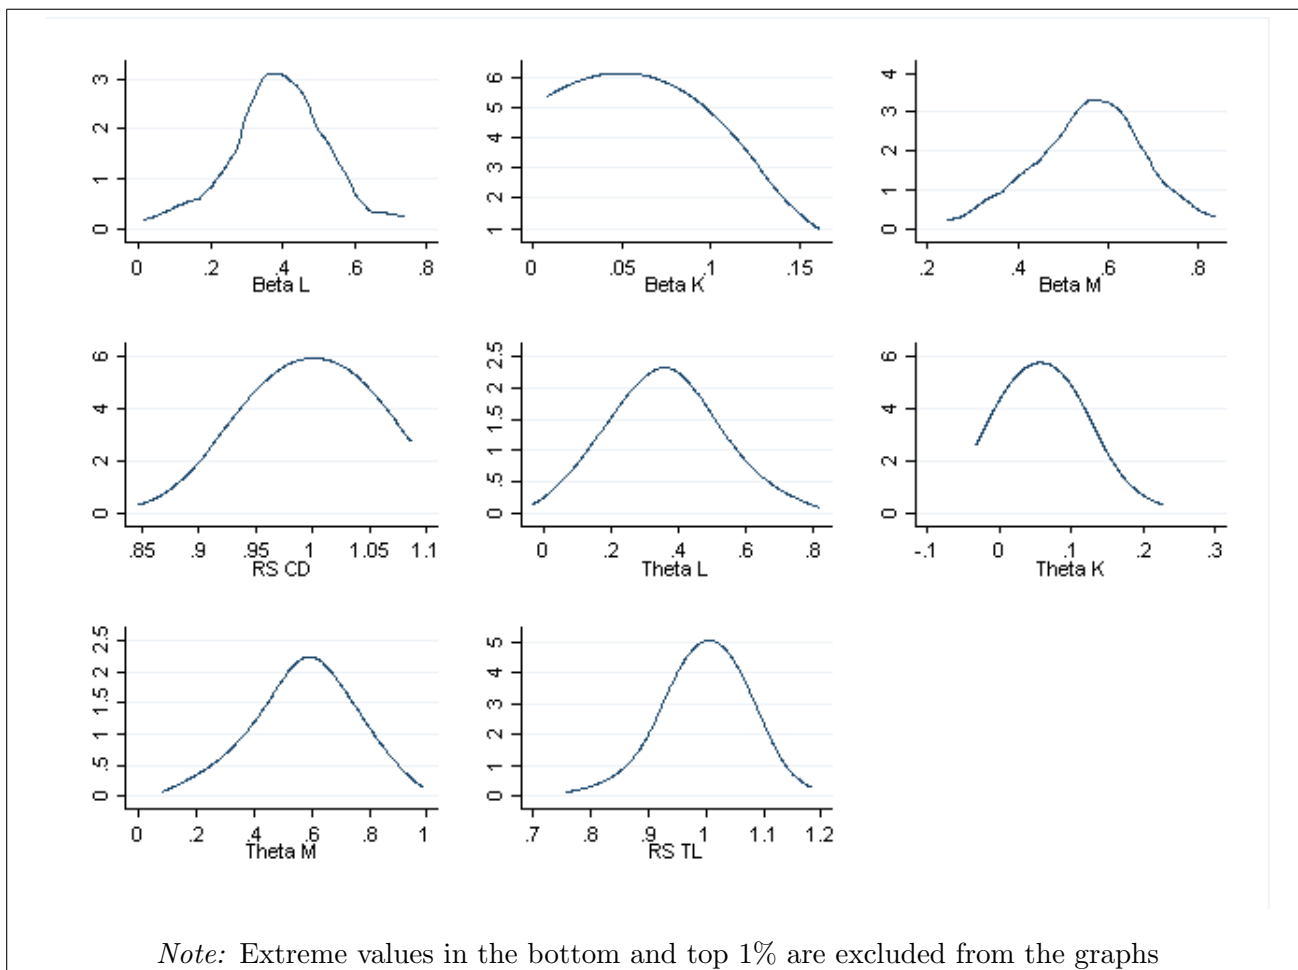 3
2
1
0
0 .2 .4 .6 .8
Beta L
6
5
4
3
2
1
0 .05 .1 .15
Beta K
4
3
2
1
0
.2 .4 .6 .8
Beta M
6
4
2
0
.85 .9 .95 1 1.05 1.1
RS CD
2.5
2
1.5
1
.5
0
0 .2 .4 .6 .8
Theta L
6
4
2
0
-.1 0 .1 .2 .3
Theta K
2.5
2
1.5
1
.5
0
0 .2 .4 .6 .8 1
Theta M
5
4
3
2
1
0
.7 .8 .9 1 1.1 1.2
RS TL
Note: Extreme values in the bottom and top 1% are excluded from the graphs